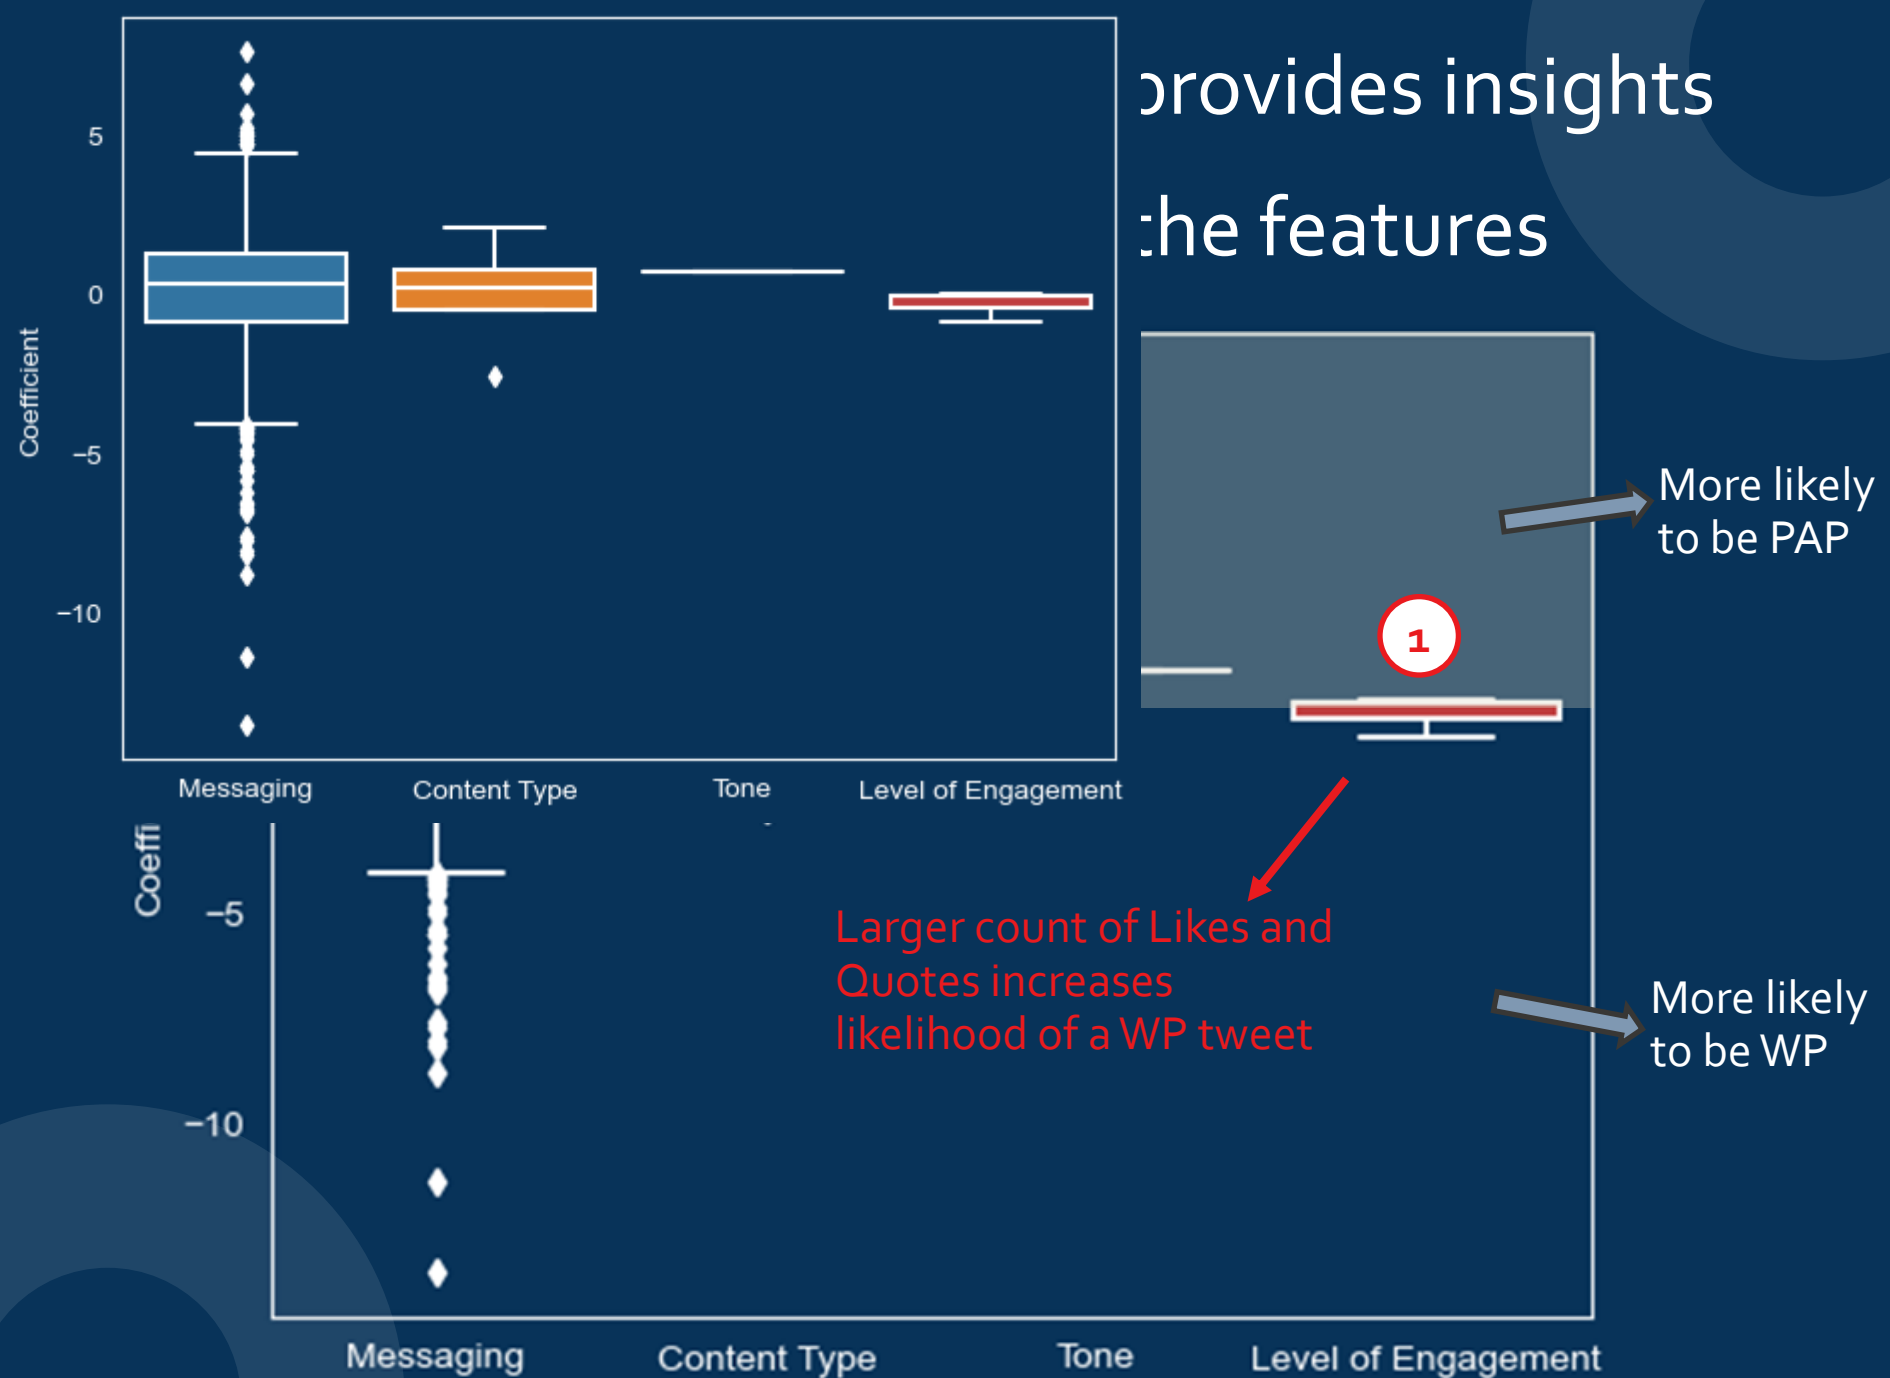 provides insights
the features
5
0
−5
−10
Coefficient
Messaging
Content Type
Tone
Level of Engagement
More likely
to be PAP
1
Coeffi
−5
−10
Larger count of Likes and
Quotes increases
likelihood of a WP tweet
More likely
to be WP
Messaging
Content Type
Tone
Level of Engagement